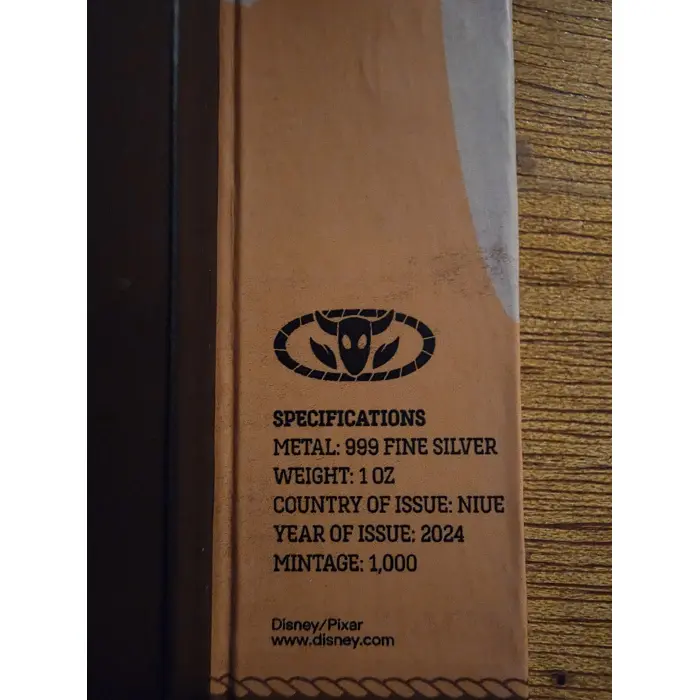 SPECIFICATIONS
METAL: 999 FINE SILVER
WEIGHT: 1 OZ
COUNTRY OF ISSUE: NIUE
YEAR OF ISSUE: 2024
MINTAGE: 1,000
Disney/Pixar
www.disney.com